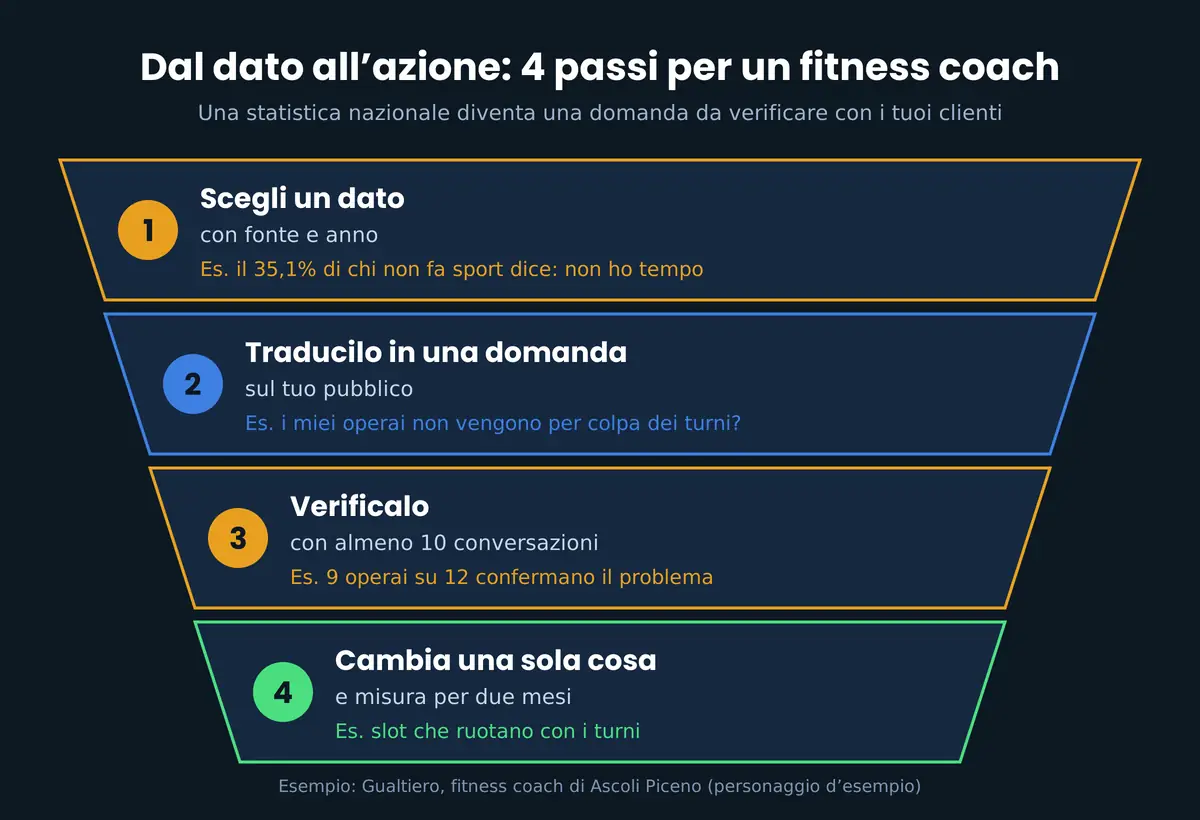 Dal dato all’azione: 4 passi per un fitness coach
Una statistica nazionale diventa una domanda da verificare con i tuoi clienti
1
Scegli un dato
con fonte e anno
Es. il 35,1% di chi non fa sport dice: non ho tempo
2
Traducilo in una domanda
sul tuo pubblico
Es. i miei operai non vengono per colpa dei turni?
3
Verificalo
con almeno 10 conversazioni
Es. 9 operai su 12 confermano il problema
4
Cambia una sola cosa
e misura per due mesi
Es. slot che ruotano con i turni
Esempio: Gualtiero, fitness coach di Ascoli Piceno (personaggio d’esempio)